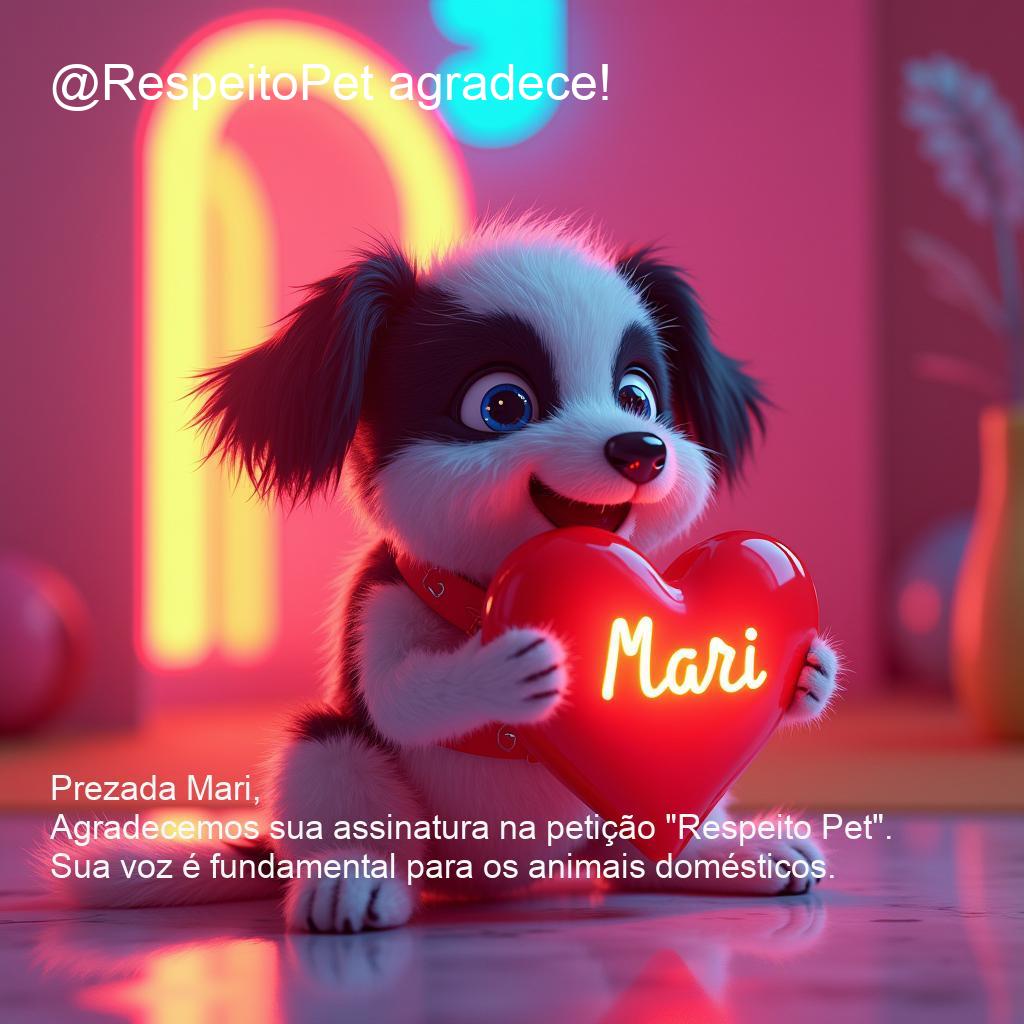 @RespeitoPet agradece!
Mari
Prezada Mari,
Agradecemos sua assinatura na petição "Respeito Pet".
Sua voz é fundamental para os animais domésticos.